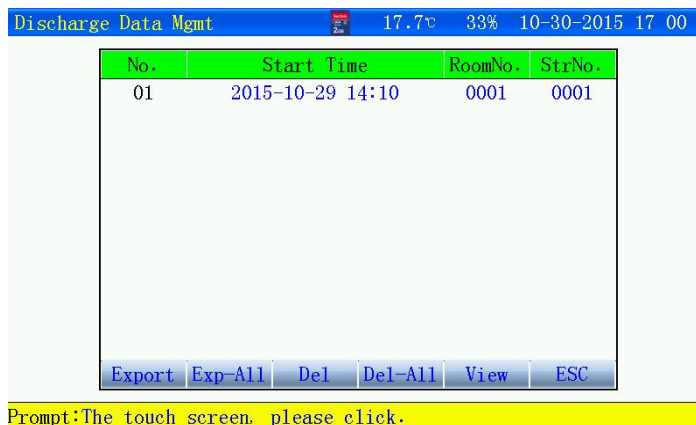 Discharge Data Mgmt 17.7℃ 33% 10-30-2015 17 00
No. Start Time RoomNo. StrNo.
01 2015-10-29 14:10 0001 0001
Export Exp-All Del Del-All View ESC
Prompt:The touch screen, please click.